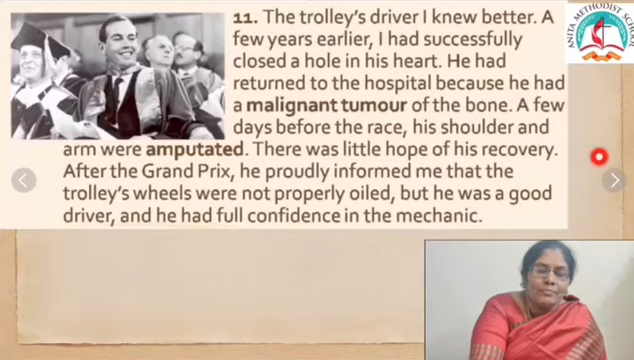 11. The trolley's driver I knew better. A
few years earlier, I had successfully
closed a hole in his heart. He had
returned to the hospital because he had
a malignant tumour of the bone. A few
days before the race, his shoulder and
arm were amputated. There was little hope of his recovery.
After the Grand Prix, he proudly informed me that the
trolley's wheels were not properly oiled, but he was a good
driver, and he had full confidence in the mechanic.
ANITA METHODIST SCHOOL